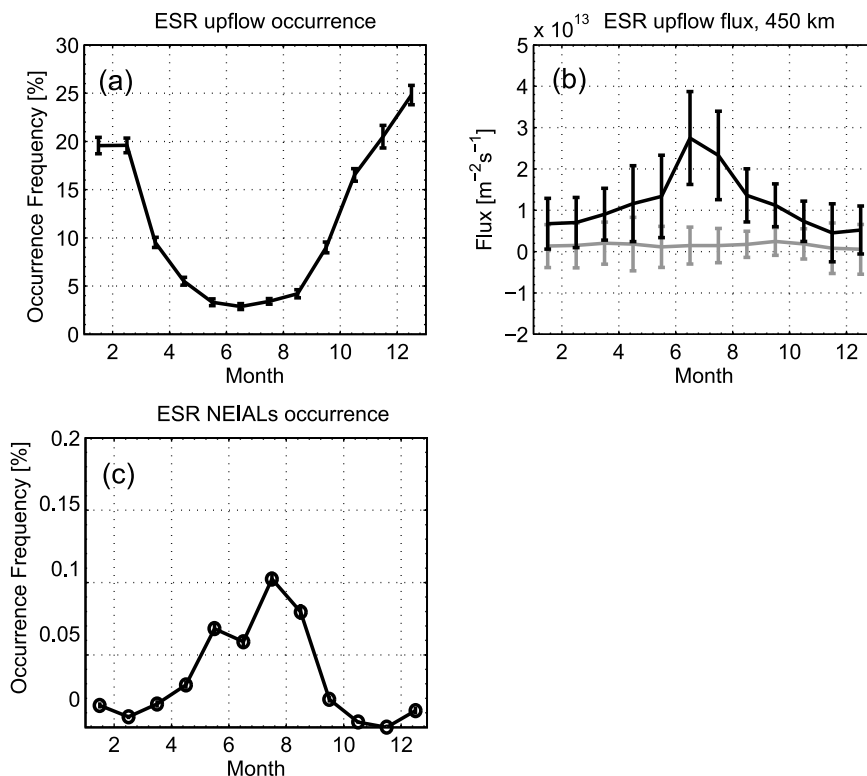 ESR upflow occurrence
30
25
20
15
10
5
0
Occurrence Frequency [%]
(a)
2 4 6 8 10 12
Month
ESR upflow flux, 450 km
x 10¹³
5
4
3
2
1
0
−1
−2
Flux [m⁻²s⁻¹]
(b)
2 4 6 8 10 12
Month
ESR NEIALs occurrence
0.2
0.15
0.1
0.05
0
Occurrence Frequency [%]
(c)
2 4 6 8 10 12
Month